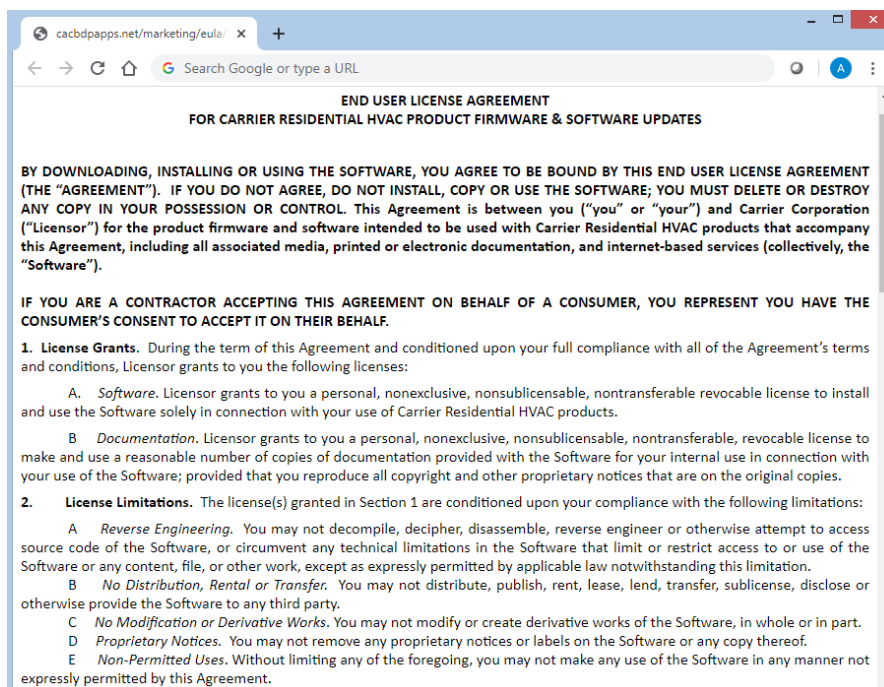 cacbdpapps.net/marketing/eula/
Search Google or type a URL
A
END USER LICENSE AGREEMENT
FOR CARRIER RESIDENTIAL HVAC PRODUCT FIRMWARE & SOFTWARE UPDATES
BY DOWNLOADING, INSTALLING OR USING THE SOFTWARE, YOU AGREE TO BE BOUND BY THIS END USER LICENSE AGREEMENT
(THE “AGREEMENT”). IF YOU DO NOT AGREE, DO NOT INSTALL, COPY OR USE THE SOFTWARE; YOU MUST DELETE OR DESTROY
ANY COPY IN YOUR POSSESSION OR CONTROL. This Agreement is between you (“you” or “your”) and Carrier Corporation
(“Licensor”) for the product firmware and software intended to be used with Carrier Residential HVAC products that accompany
this Agreement, including all associated media, printed or electronic documentation, and internet-based services (collectively, the
“Software”).
IF YOU ARE A CONTRACTOR ACCEPTING THIS AGREEMENT ON BEHALF OF A CONSUMER, YOU REPRESENT YOU HAVE THE
CONSUMER’S CONSENT TO ACCEPT IT ON THEIR BEHALF.
1. License Grants. During the term of this Agreement and conditioned upon your full compliance with all of the Agreement’s terms
and conditions, Licensor grants to you the following licenses:
A. Software. Licensor grants to you a personal, nonexclusive, nonsublicensable, nontransferable revocable license to install
and use the Software solely in connection with your use of Carrier Residential HVAC products.
B Documentation. Licensor grants to you a personal, nonexclusive, nonsublicensable, nontransferable, revocable license to
make and use a reasonable number of copies of documentation provided with the Software for your internal use in connection with
your use of the Software; provided that you reproduce all copyright and other proprietary notices that are on the original copies.
2. License Limitations. The license(s) granted in Section 1 are conditioned upon your compliance with the following limitations:
A Reverse Engineering. You may not decompile, decipher, disassemble, reverse engineer or otherwise attempt to access
source code of the Software, or circumvent any technical limitations in the Software that limit or restrict access to or use of the
Software or any content, file, or other work, except as expressly permitted by applicable law notwithstanding this limitation.
B No Distribution, Rental or Transfer. You may not distribute, publish, rent, lease, lend, transfer, sublicense, disclose or
otherwise provide the Software to any third party.
C No Modification or Derivative Works. You may not modify or create derivative works of the Software, in whole or in part.
D Proprietary Notices. You may not remove any proprietary notices or labels on the Software or any copy thereof.
E Non-Permitted Uses. Without limiting any of the foregoing, you may not make any use of the Software in any manner not
expressly permitted by this Agreement.